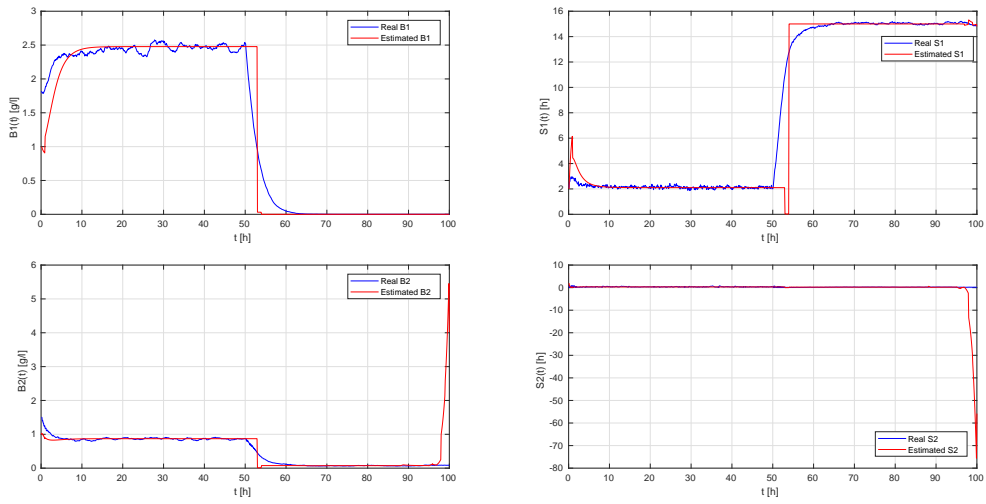 3
2.5
2
1.5
1
0.5
0
B1(t) [g/l]
Real B1
Estimated B1
0 10 20 30 40 50 60 70 80 90 100
t [h]
16
14
12
10
8
6
4
2
0
S1(t) [h]
Real S1
Estimated S1
0 10 20 30 40 50 60 70 80 90 100
t [h]
6
5
4
3
2
1
0
B2(t) [g/l]
Real B2
Estimated B2
0 10 20 30 40 50 60 70 80 90 100
t [h]
10
0
-10
-20
-30
-40
-50
-60
-70
-80
S2(t) [h]
Real S2
Estimated S2
0 10 20 30 40 50 60 70 80 90 100
t [h]